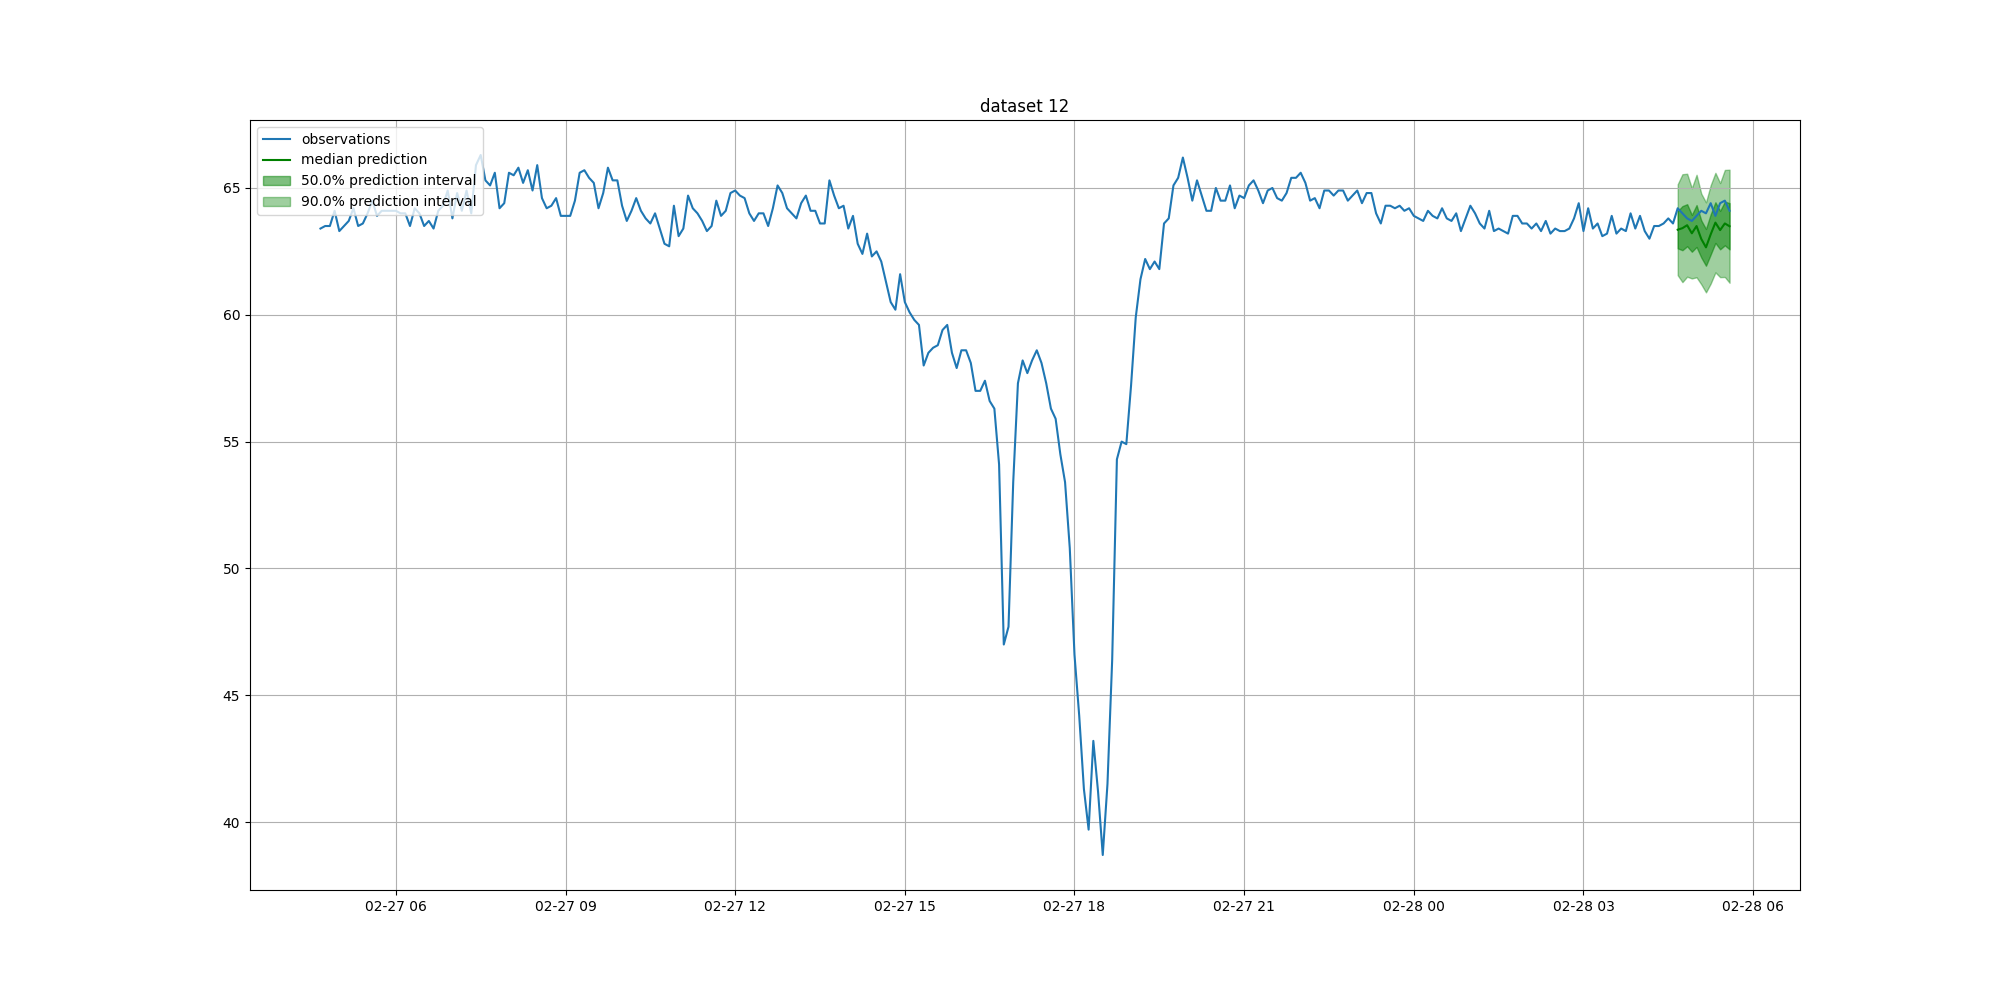 dataset 12
observations
median prediction
50.0% prediction interval
90.0% prediction interval
65
60
55
50
45
40
02-27 06 02-27 09 02-27 12 02-27 15 02-27 18 02-27 21 02-28 00 02-28 03 02-28 06